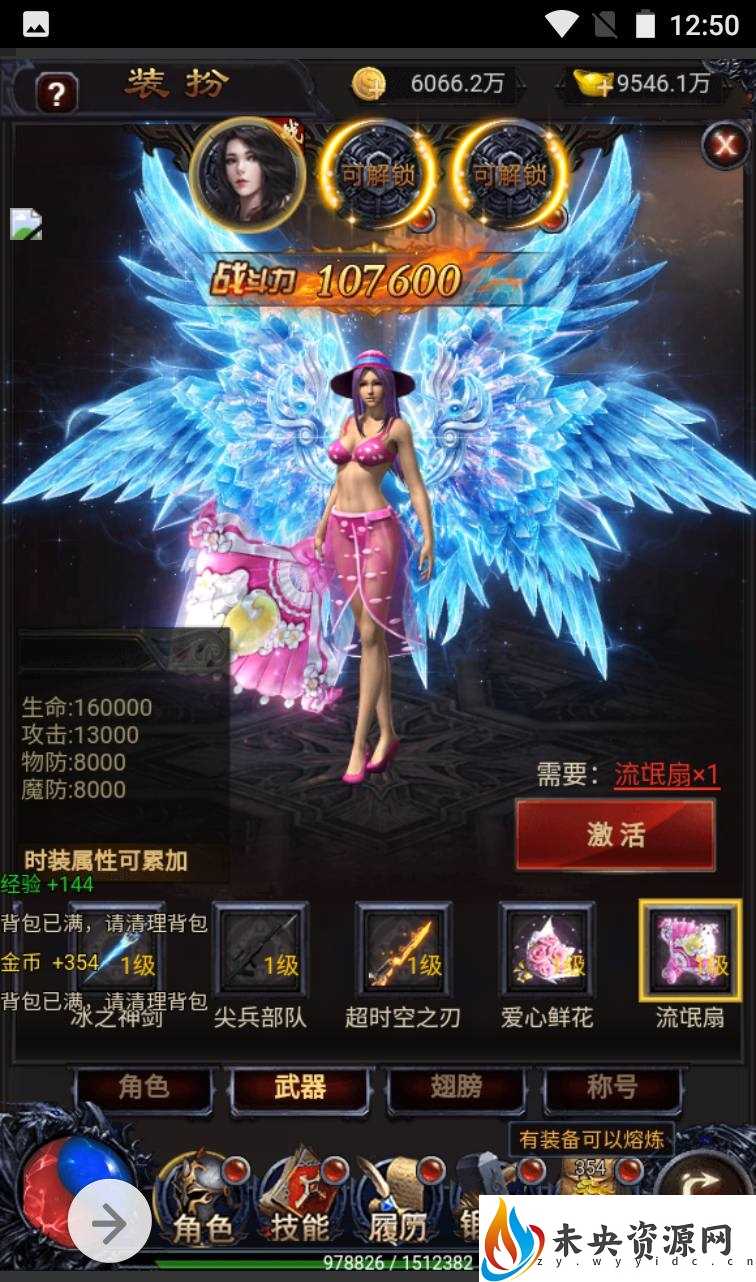 12:50
?
装扮
6066.2万
9546.1万
X
战
可解锁
可解锁
战斗力 107600
生命:160000
攻击:13000
物防:8000
魔防:8000
需要：流氓扇×1
激活
时装属性可累加
经验 +144
背包已满，请清理背包
金币 +354
背包已满，请清理背包
1级
1级
1级
1级
1级
冰之神剑
尖兵部队
超时空之刃
爱心鲜花
流氓扇
角色
武器
翅膀
称号
有装备可以熔炼
354
角色
技能
履历
978826 / 1512382
未央资源网
zy.wyyidc.cn